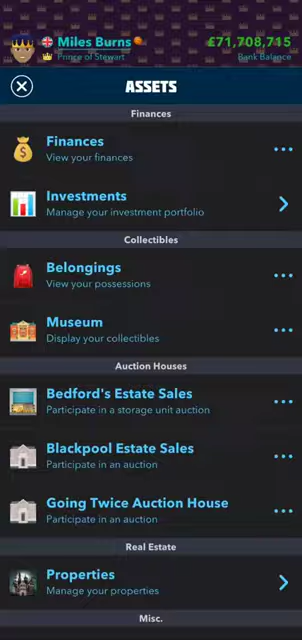 Miles Burns
£71,708,715
Prince of Stewart
Bank Balance
ASSETS
Finances
Finances
View your finances
Investments
Manage your investment portfolio
Collectibles
Belongings
View your possessions
Museum
Display your collectibles
Auction Houses
Bedford's Estate Sales
Participate in a storage unit auction
Blackpool Estate Sales
Participate in an auction
Going Twice Auction House
Participate in an auction
Real Estate
Properties
Manage your properties
Misc.